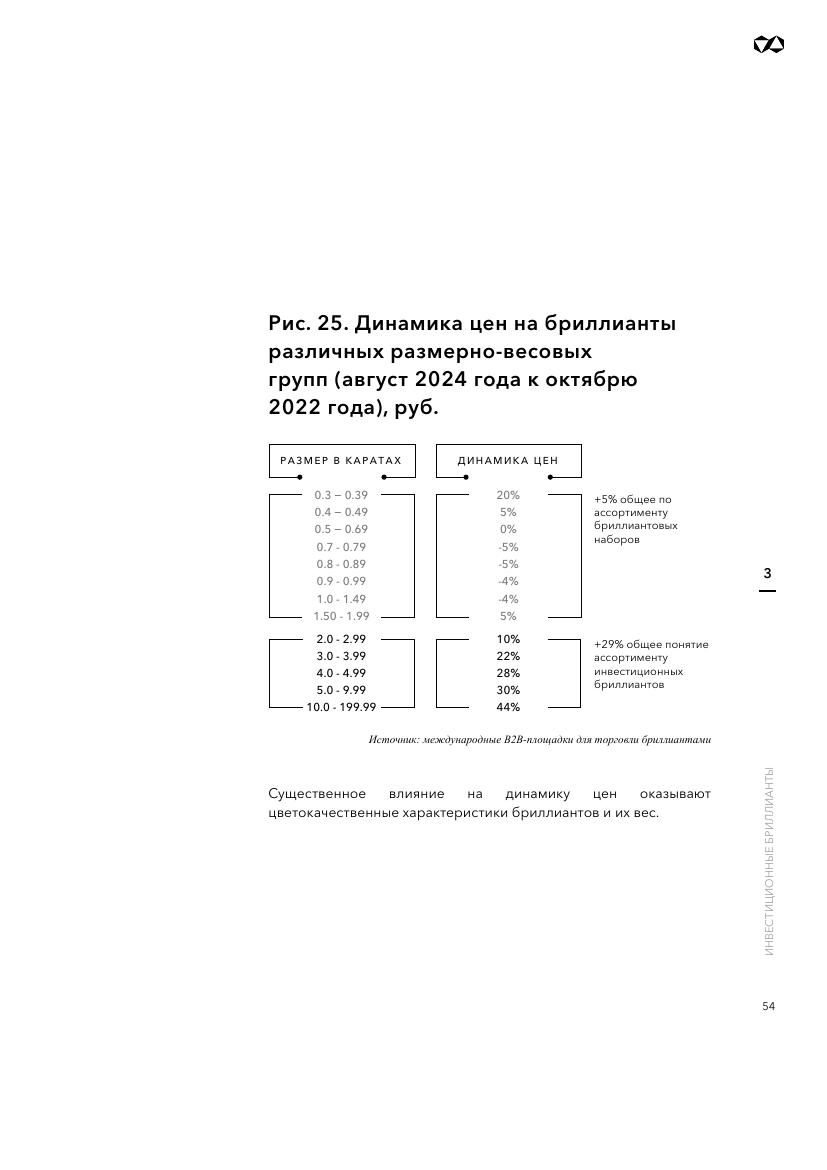 Рис. 25. Динамика цен на бриллианты
различных размерно-весовых
групп (август 2024 года к октябрю
2022 года), руб.
РАЗМЕР В КАРАТАХ ДИНАМИКА ЦЕН
0.3 – 0.39 20%
0.4 – 0.49 5%
0.5 – 0.69 0%
0.7 - 0.79 -5%
0.8 - 0.89 -5%
0.9 - 0.99 -4%
1.0 - 1.49 -4%
1.50 - 1.99 5%
+5% общее по
ассортименту
бриллиантовых
наборов
2.0 - 2.99 10%
3.0 - 3.99 22%
4.0 - 4.99 28%
5.0 - 9.99 30%
10.0 - 199.99 44%
+29% общее понятие
ассортименту
инвестиционных
бриллиантов
Источник: международные B2B-площадки для торговли бриллиантами
Существенное влияние на динамику цен оказывают
цветокачественные характеристики бриллиантов и их вес.
3
ИНВЕСТИЦИОННЫЕ БРИЛЛИАНТЫ
54